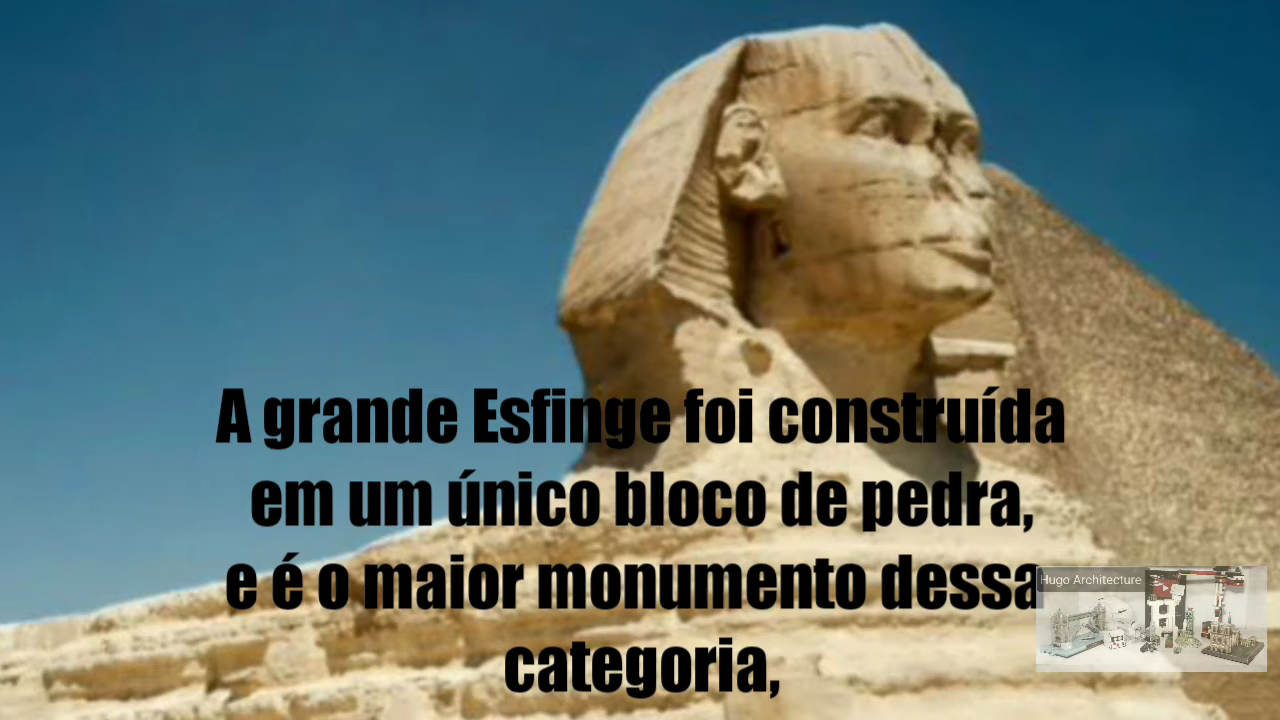 A grande Esfinge foi construída
em um único bloco de pedra,
e é o maior monumento dessa
categoria,
Hugo Architecture